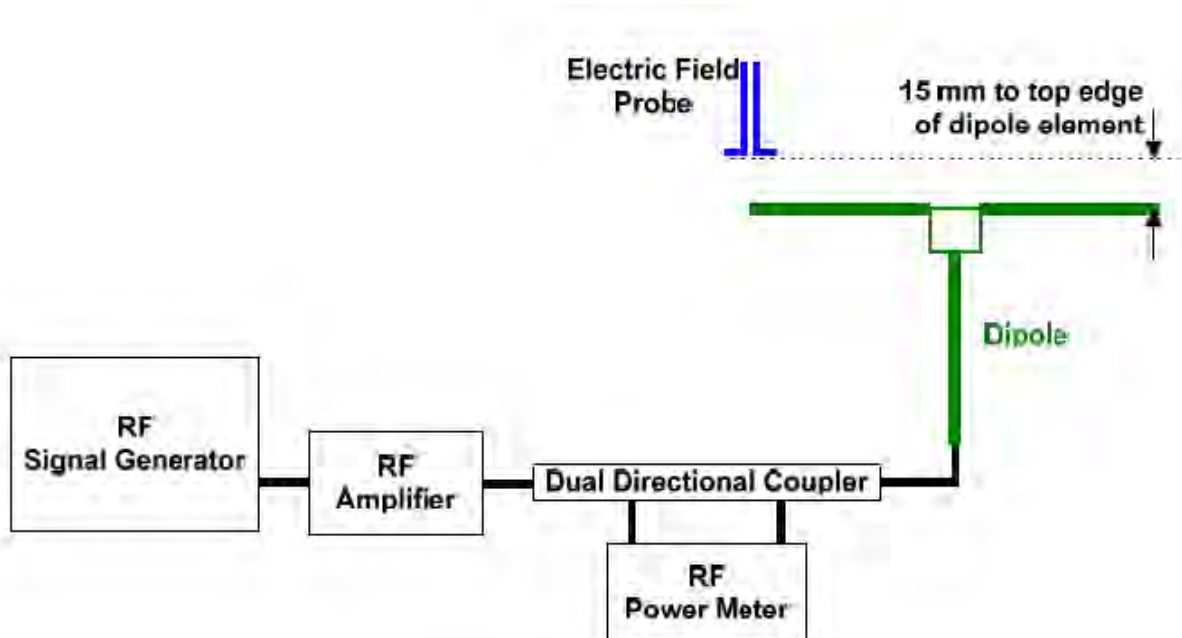 Electric Field
Probe
15 mm to top edge
of dipole element
Dipole
RF
Signal Generator
RF
Amplifier
Dual Directional Coupler
RF
Power Meter